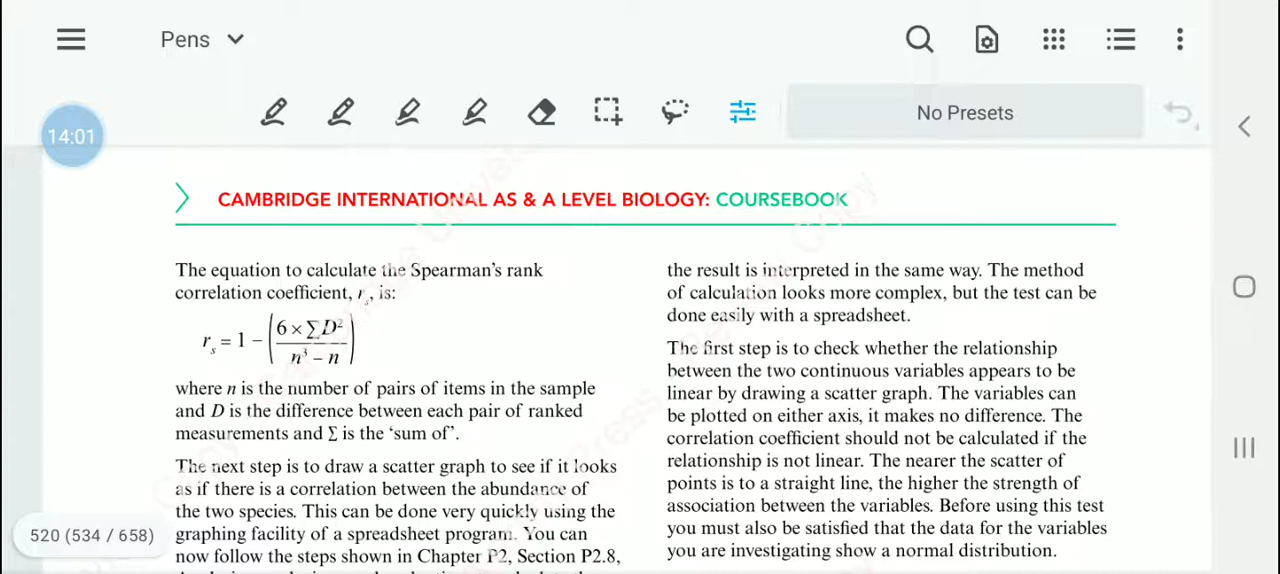 Pens
No Presets
14:01
CAMBRIDGE INTERNATIONAL AS & A LEVEL BIOLOGY: COURSEBOOK
The equation to calculate the Spearman's rank
correlation coefficient, rₛ, is:
rₛ = 1 − (6 × ∑D² / n³ − n)
where n is the number of pairs of items in the sample
and D is the difference between each pair of ranked
measurements and Σ is the 'sum of'.
The next step is to draw a scatter graph to see if it looks
as if there is a correlation between the abundance of
the two species. This can be done very quickly using the
graphing facility of a spreadsheet program. You can
now follow the steps shown in Chapter P2, Section P2.8,
520 (534 / 658)
the result is interpreted in the same way. The method
of calculation looks more complex, but the test can be
done easily with a spreadsheet.
The first step is to check whether the relationship
between the two continuous variables appears to be
linear by drawing a scatter graph. The variables can
be plotted on either axis, it makes no difference. The
correlation coefficient should not be calculated if the
relationship is not linear. The nearer the scatter of
points is to a straight line, the higher the strength of
association between the variables. Before using this test
you must also be satisfied that the data for the variables
you are investigating show a normal distribution.